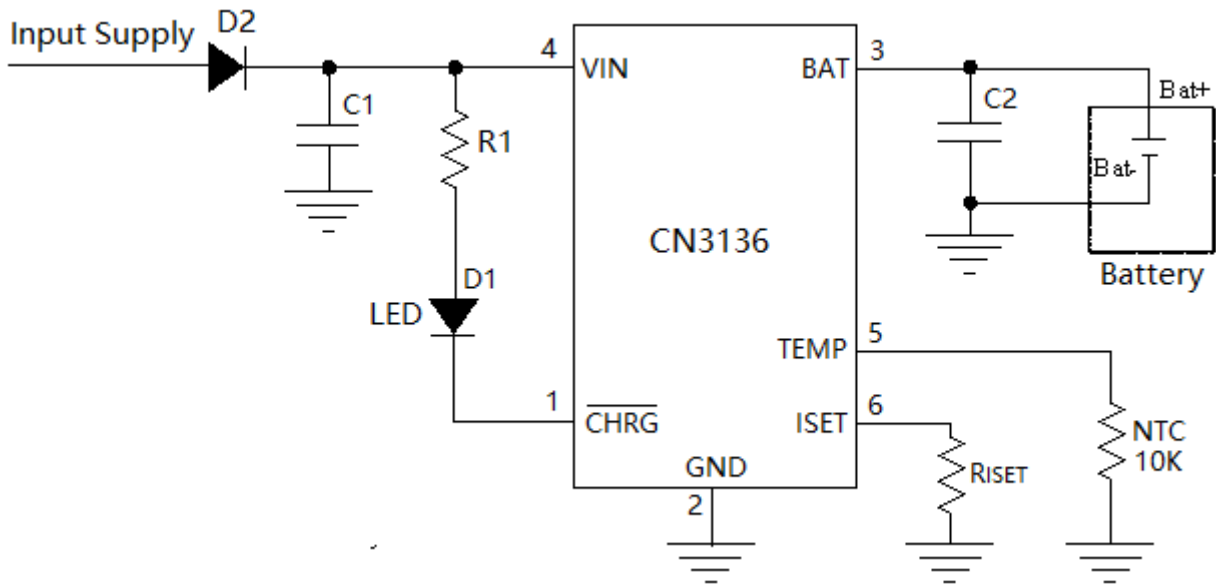 Input Supply
D2
4
VIN
BAT
3
C1
R1
C2
Bat+
Bat-
Battery
CN3136
D1
LED
TEMP
5
1
CHRG
ISET
6
NTC
10K
RISET
GND
2